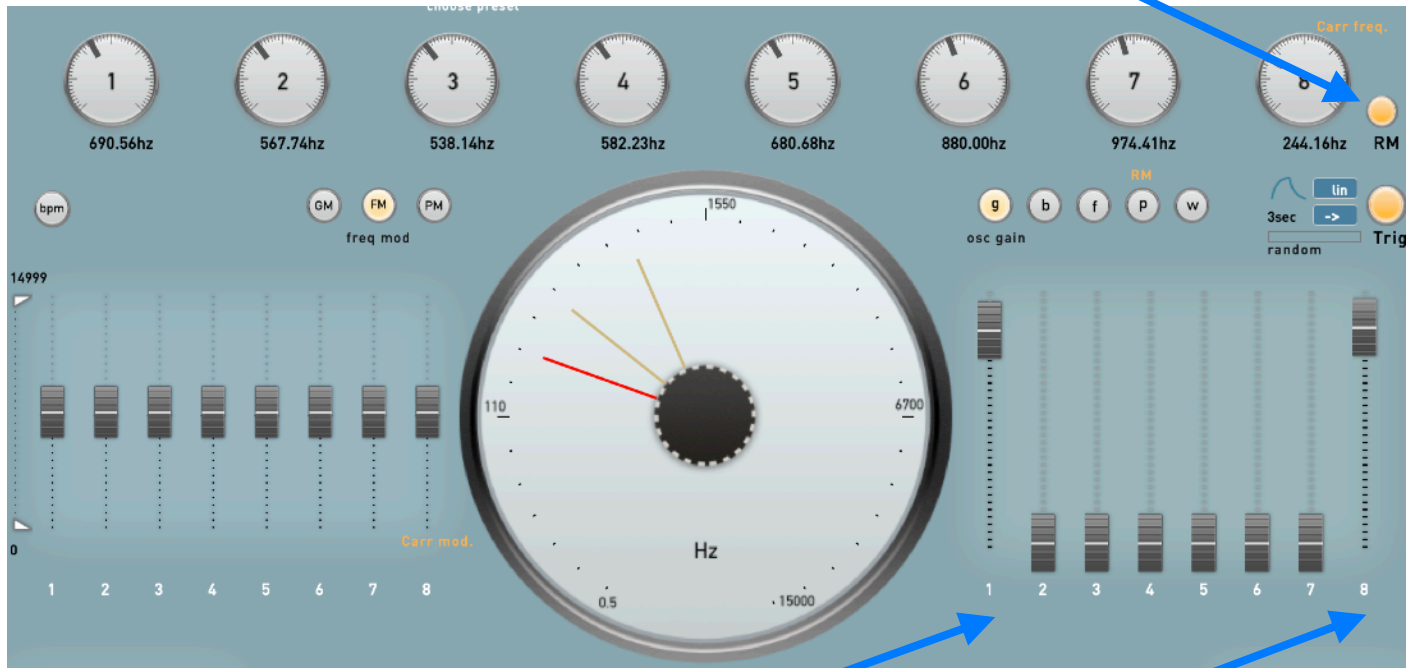 choose preset
Carr freq.
1 2 3 4 5 6 7 8
690.56hz 567.74hz 538.14hz 582.23hz 680.68hz 880.00hz 974.41hz 244.16hz RM
RM
bpm GM FM PM g b f p w lin
3sec ->
freq mod osc gain Trig
random
1550
14999
110 6700
Carr mod.
0
Hz
1 2 3 4 5 6 7 8 1 2 3 4 5 6 7 8
0.5 15000